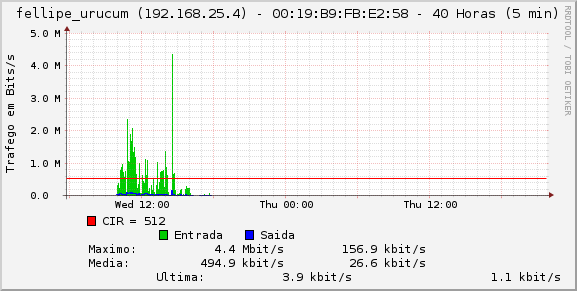 fellipe_urucum (192.168.25.4) - 00:19:B9:FB:E2:58 - 40 Horas (5 min)
RRDTOOL / TOBI OETIKER
Trafego em Bits/s
5.0 M
4.0 M
3.0 M
2.0 M
1.0 M
0.0
Wed 12:00 Thu 00:00 Thu 12:00
CIR = 512
Entrada Saida
Maximo: 4.4 Mbit/s 156.9 kbit/s
Media: 494.9 kbit/s 26.6 kbit/s
Ultima: 3.9 kbit/s 1.1 kbit/s